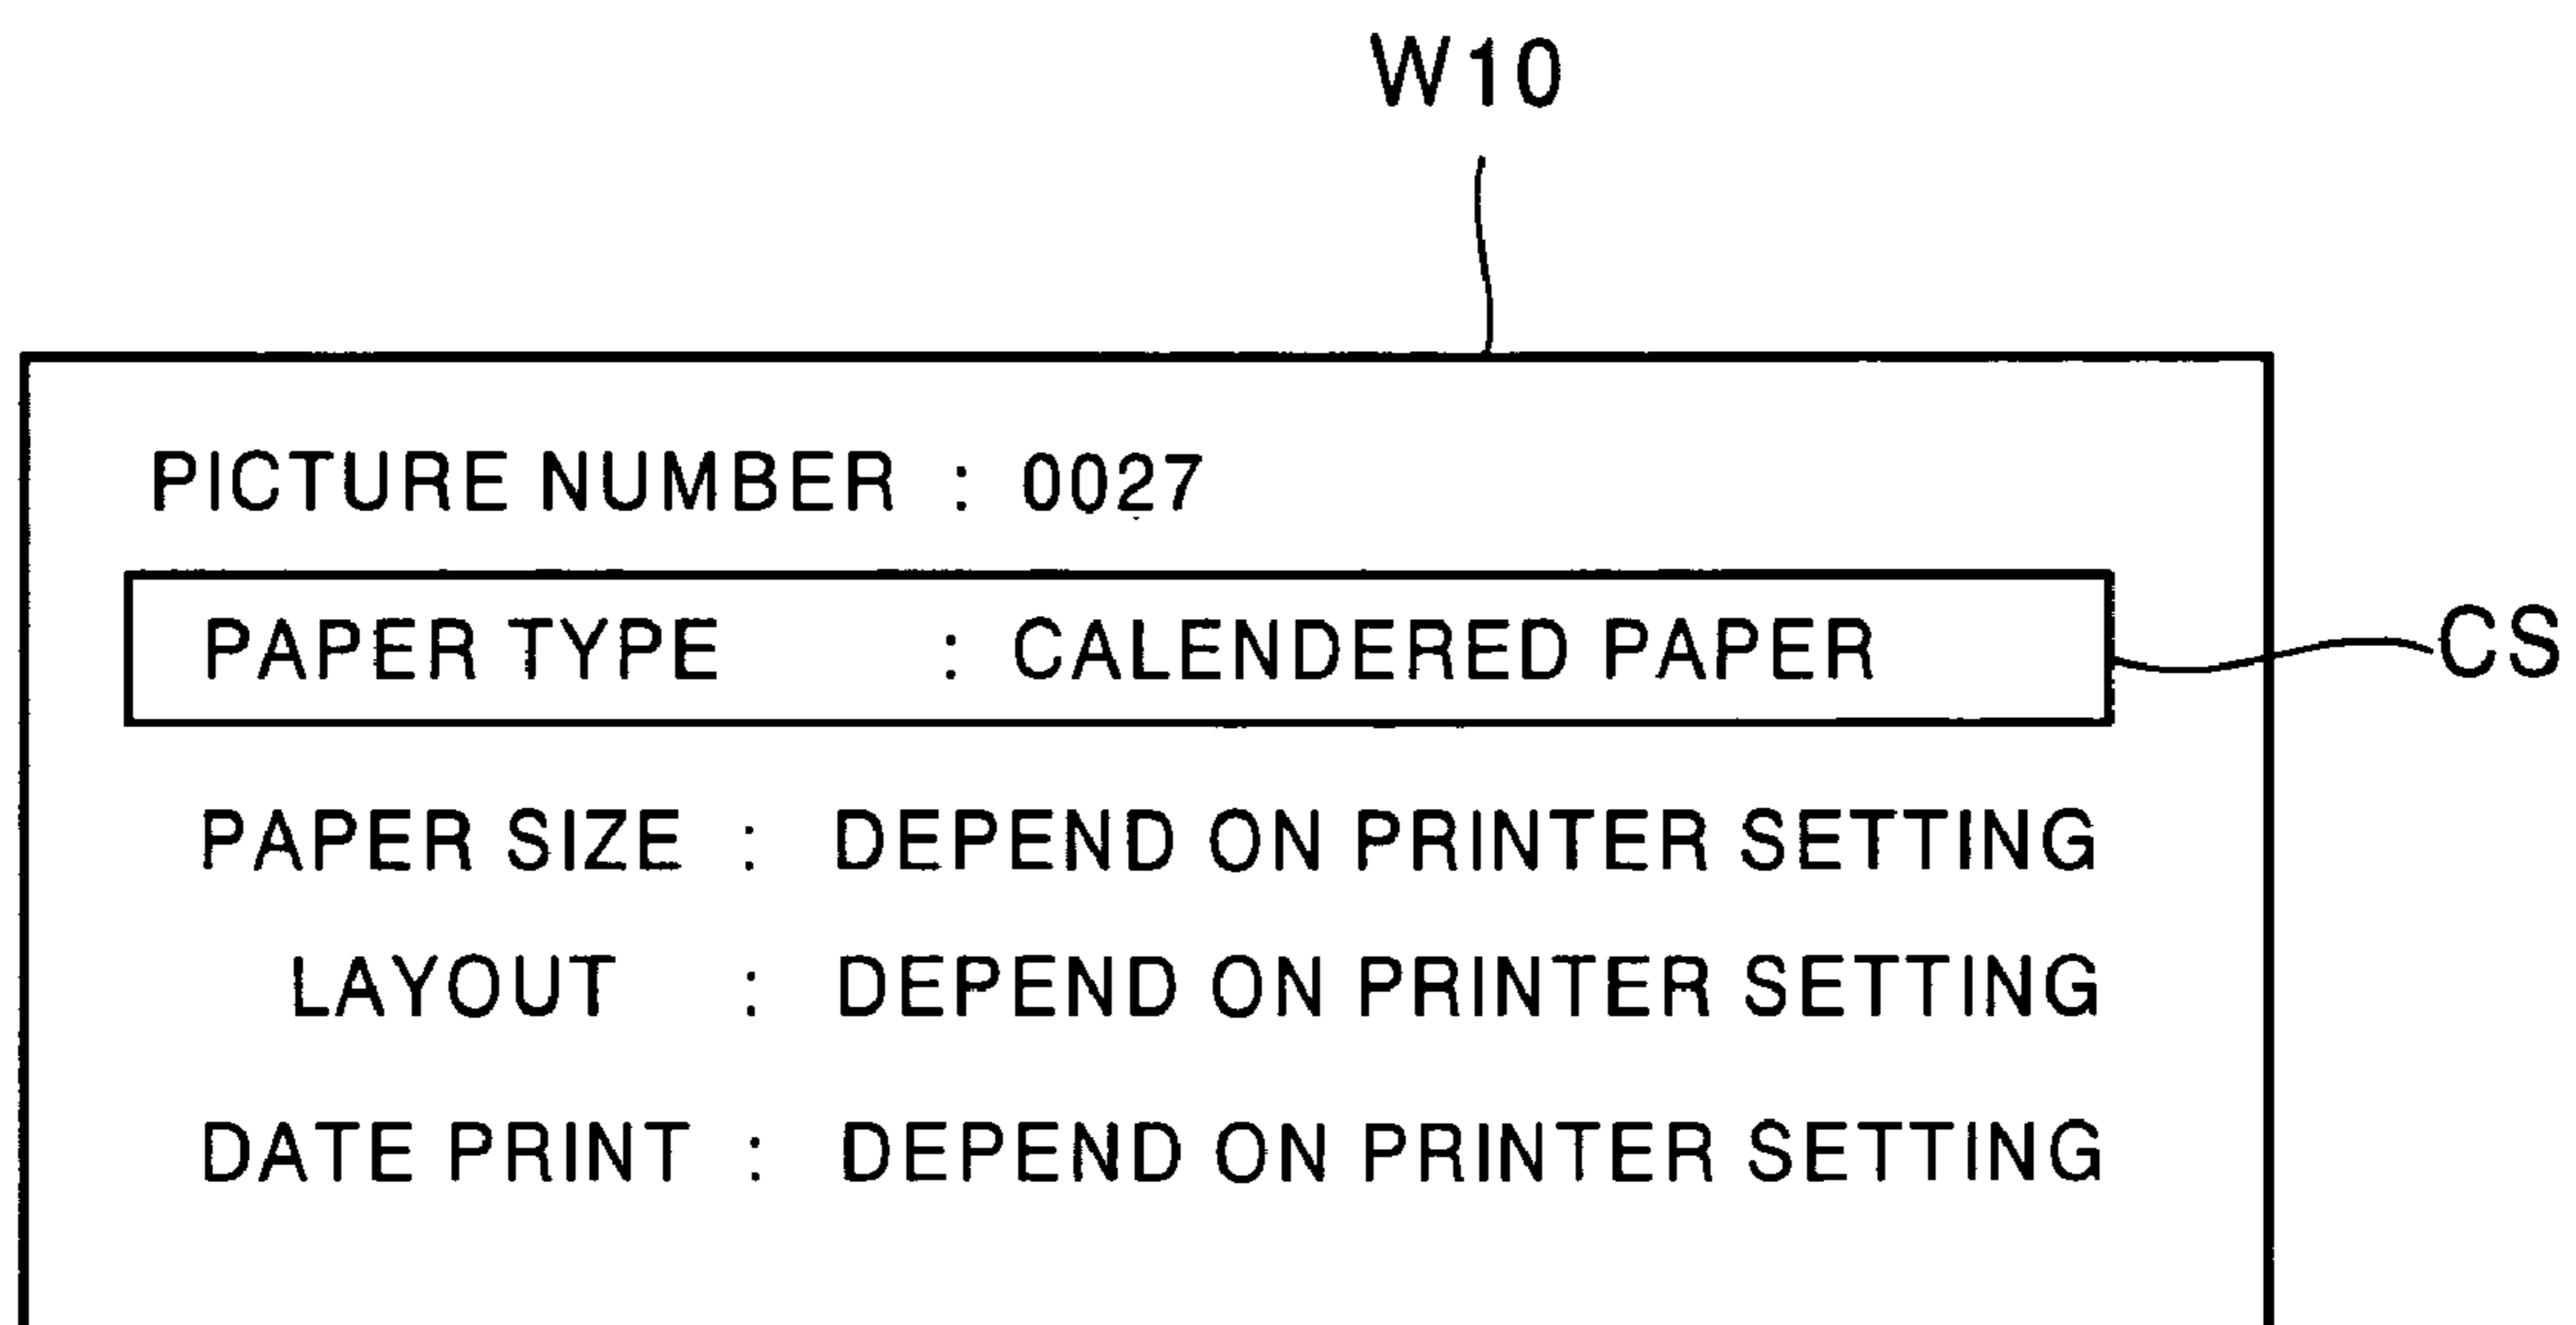 W10
PICTURE NUMBER : 0027
PAPER TYPE : CALENDERED PAPER
CS
PAPER SIZE : DEPEND ON PRINTER SETTING
LAYOUT : DEPEND ON PRINTER SETTING
DATE PRINT : DEPEND ON PRINTER SETTING